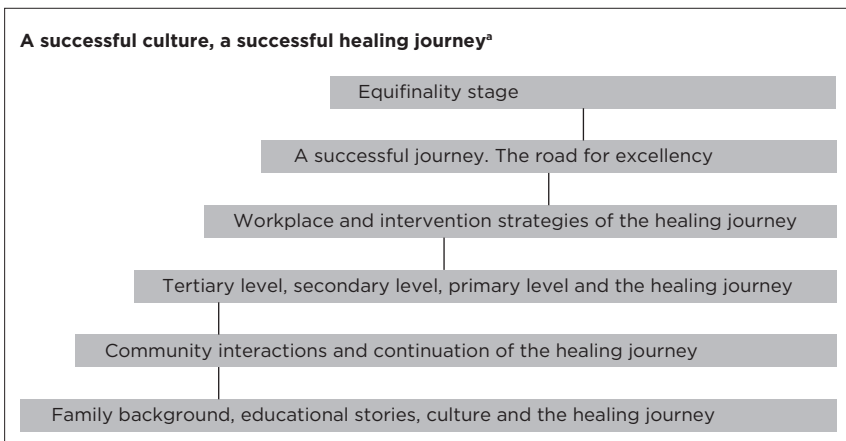 A successful culture, a successful healing journeyᵃ
Equifinality stage
A successful journey. The road for excellency
Workplace and intervention strategies of the healing journey
Tertiary level, secondary level, primary level and the healing journey
Community interactions and continuation of the healing journey
Family background, educational stories, culture and the healing journey